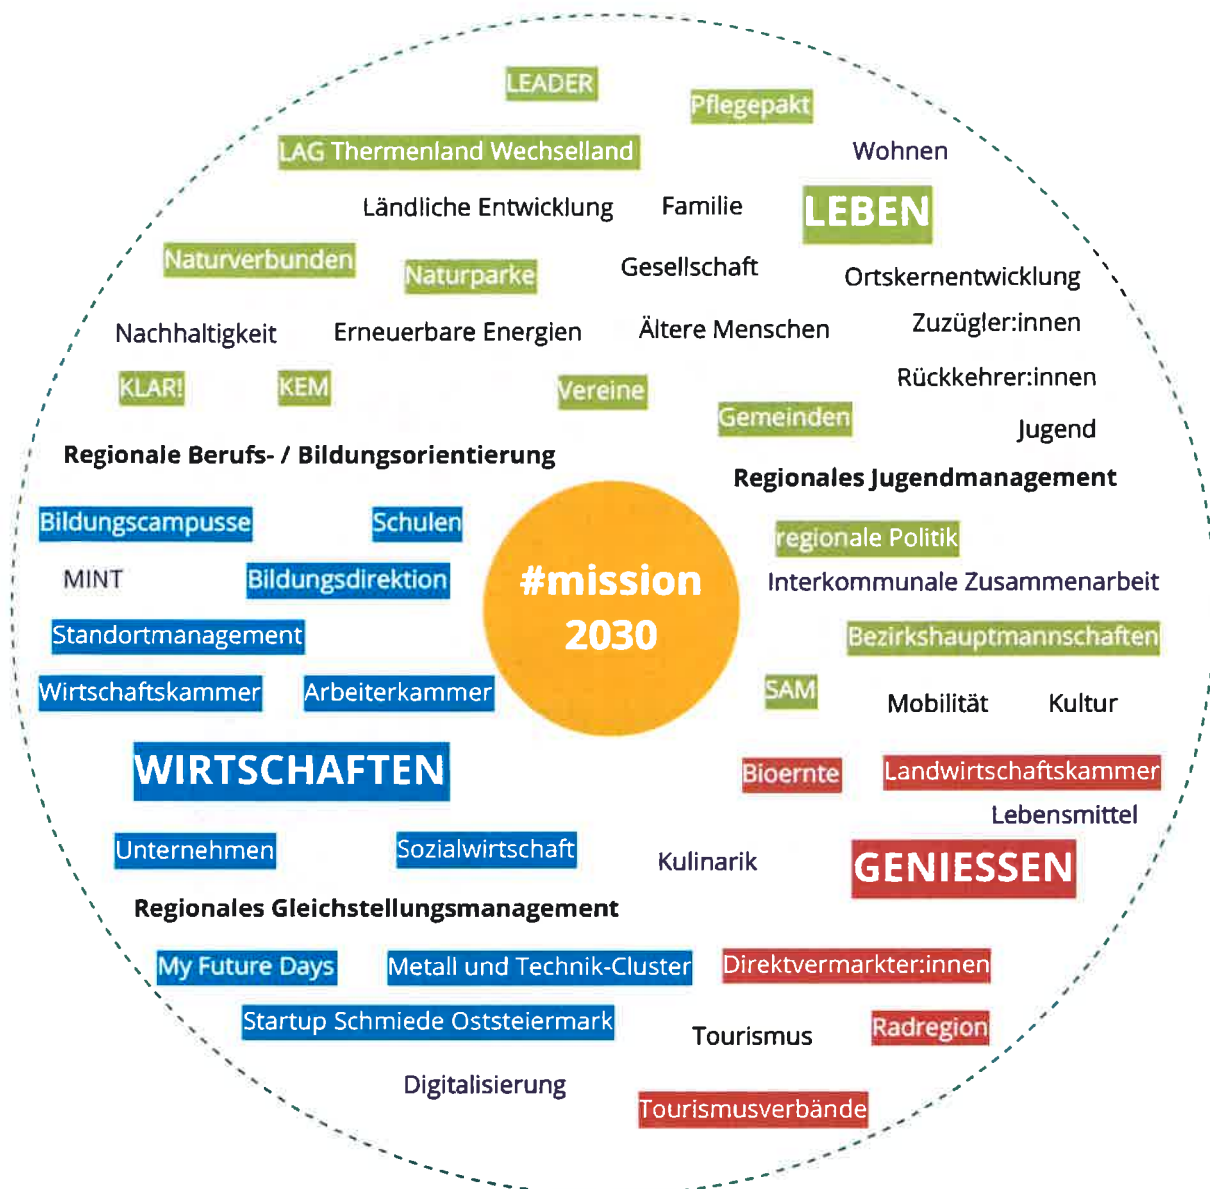 LEADER
Pflegepakt
LAG Thermenland Wechselland
Wohnen
Ländliche Entwicklung
Familie
LEBEN
Naturverbunden
Naturparke
Gesellschaft
Ortskernentwicklung
Nachhaltigkeit
Erneuerbare Energien
Ältere Menschen
Zuzügler:innen
KLAR!
KEM
Vereine
Rückkehrer:innen
Gemeinden
Jugend
Regionale Berufs- / Bildungsorientierung
Regionales Jugendmanagement
Bildungscampusse
Schulen
regionale Politik
MINT
Bildungsdirektion
#mission
2030
Interkommunale Zusammenarbeit
Standortmanagement
Bezirkshauptmannschaften
Wirtschaftskammer
Arbeiterkammer
SAM
Mobilität
Kultur
WIRTSCHAFTEN
Bioernte
Landwirtschaftskammer
Lebensmittel
Unternehmen
Sozialwirtschaft
Kulinarik
GENIESSEN
Regionales Gleichstellungsmanagement
My Future Days
Metall und Technik-Cluster
Direktvermarkter:innen
Startup Schmiede Oststeiermark
Tourismus
Radregion
Digitalisierung
Tourismusverbände